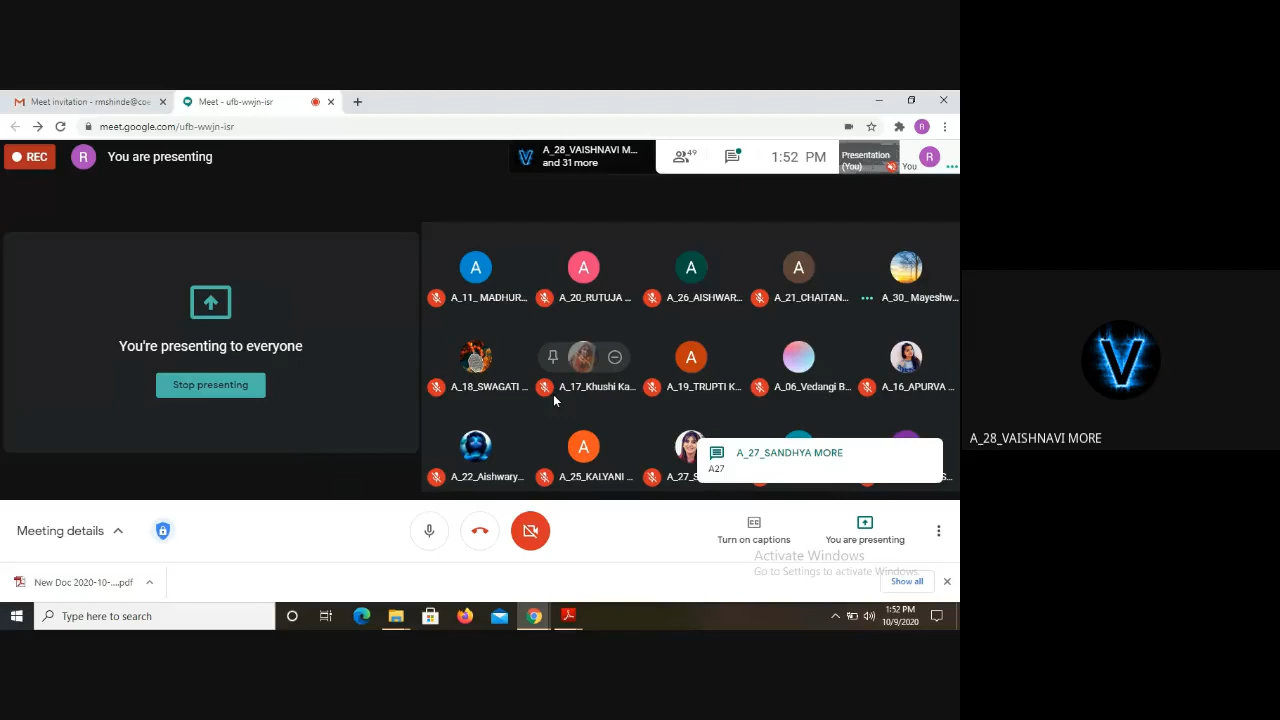 Meet invitation - rmshinde@coe
Meet - ufb-wwjn-isr
meet.google.com/ufb-wwjn-isr
R
REC
R
You are presenting
V
A_28_VAISHNAVI M...
and 31 more
49
1:52 PM
Presentation
(You)
You
R
A
A
A
A
A_11_ MADHUR...
A_20_RUTUJA ...
A_26_AISHWAR...
A_21_CHAITAN...
A_30_ Mayeshw...
You're presenting to everyone
Stop presenting
A
A_18_SWAGATI ...
A_17_Khushi Ka...
A_19_TRUPTI K...
A_06_Vedangi B...
A_16_APURVA ...
A
A_22_Aishwary...
A_25_KALYANI ...
A_27_S
A_27_SANDHYA MORE
A27
S...
V
A_28_VAISHNAVI MORE
Meeting details
Turn on captions
You are presenting
Activate Windows
Go to Settings to activate Windows.
New Doc 2020-10-....pdf
Show all
Type here to search
1:52 PM
10/9/2020